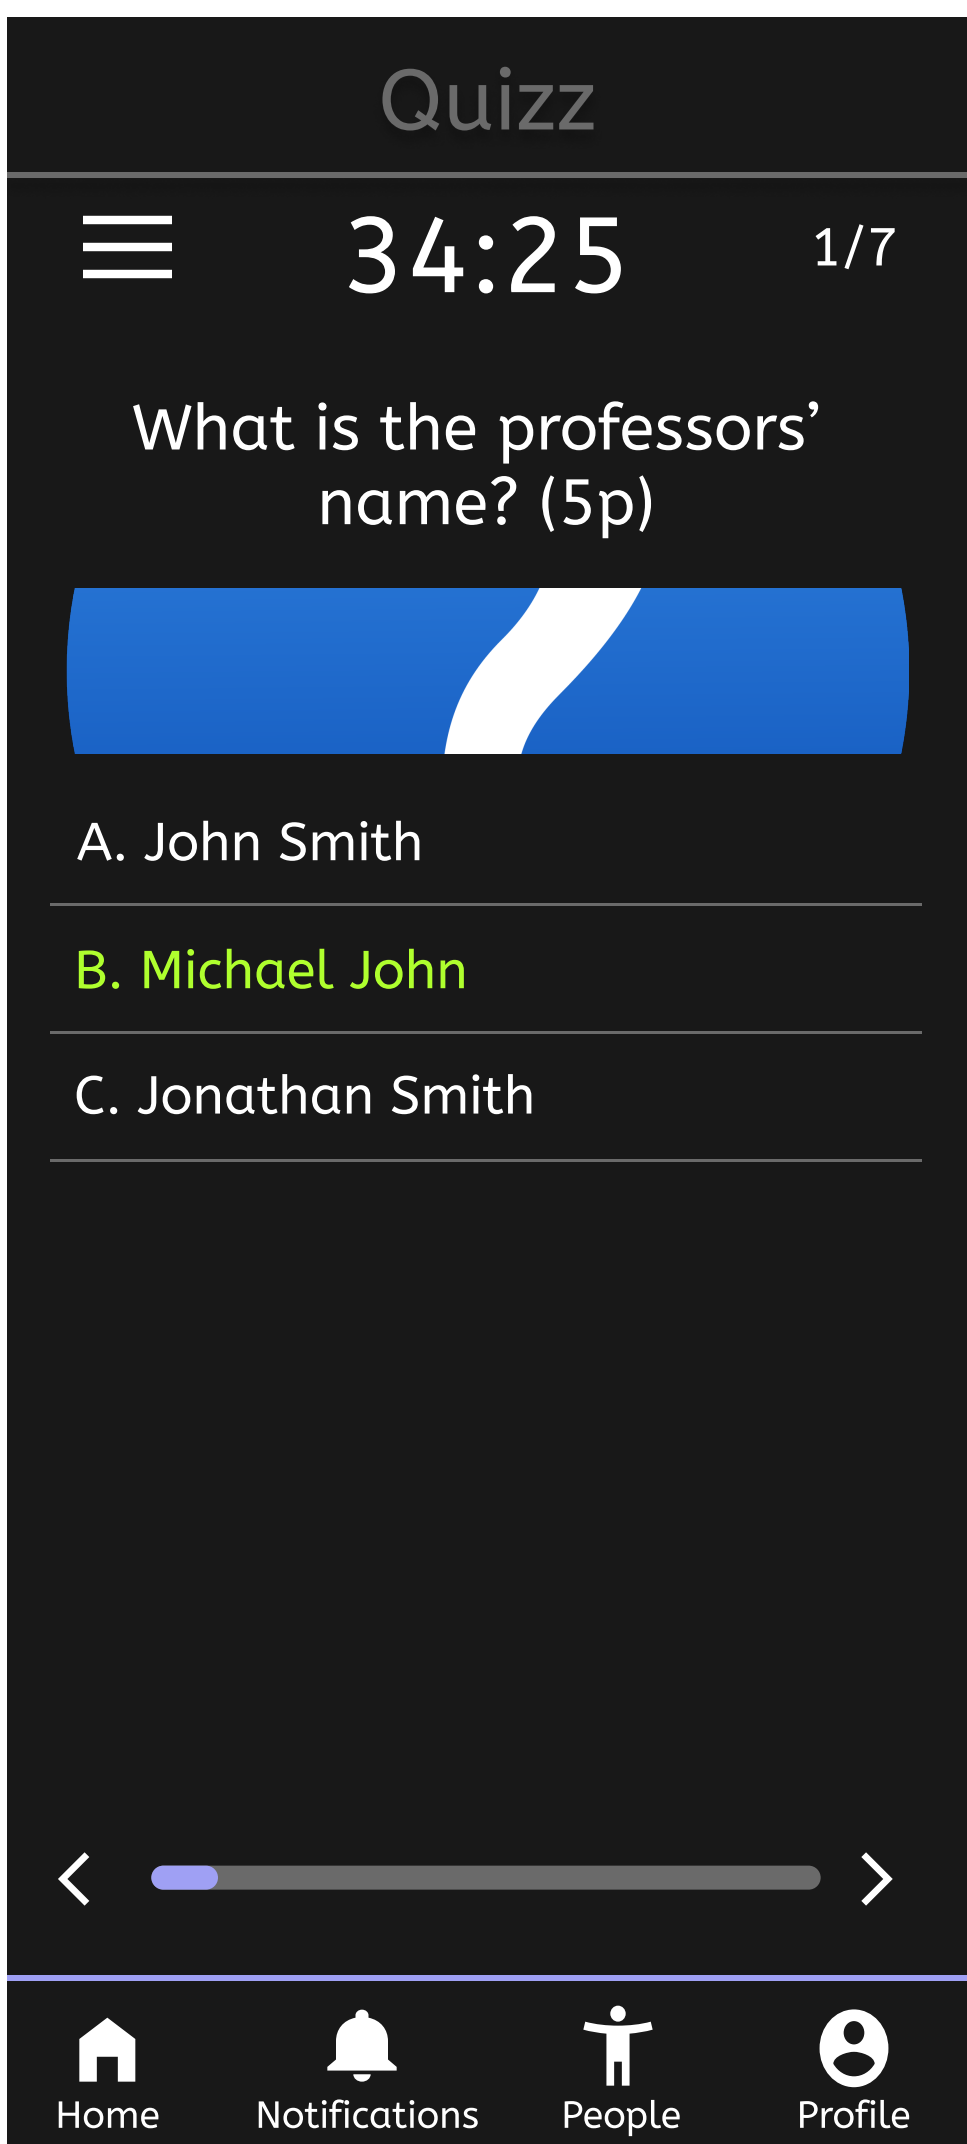 Quizz
34:25
1/7
What is the professors’
name? (5p)
A. John Smith
B. Michael John
C. Jonathan Smith
Home
Notifications
People
Profile